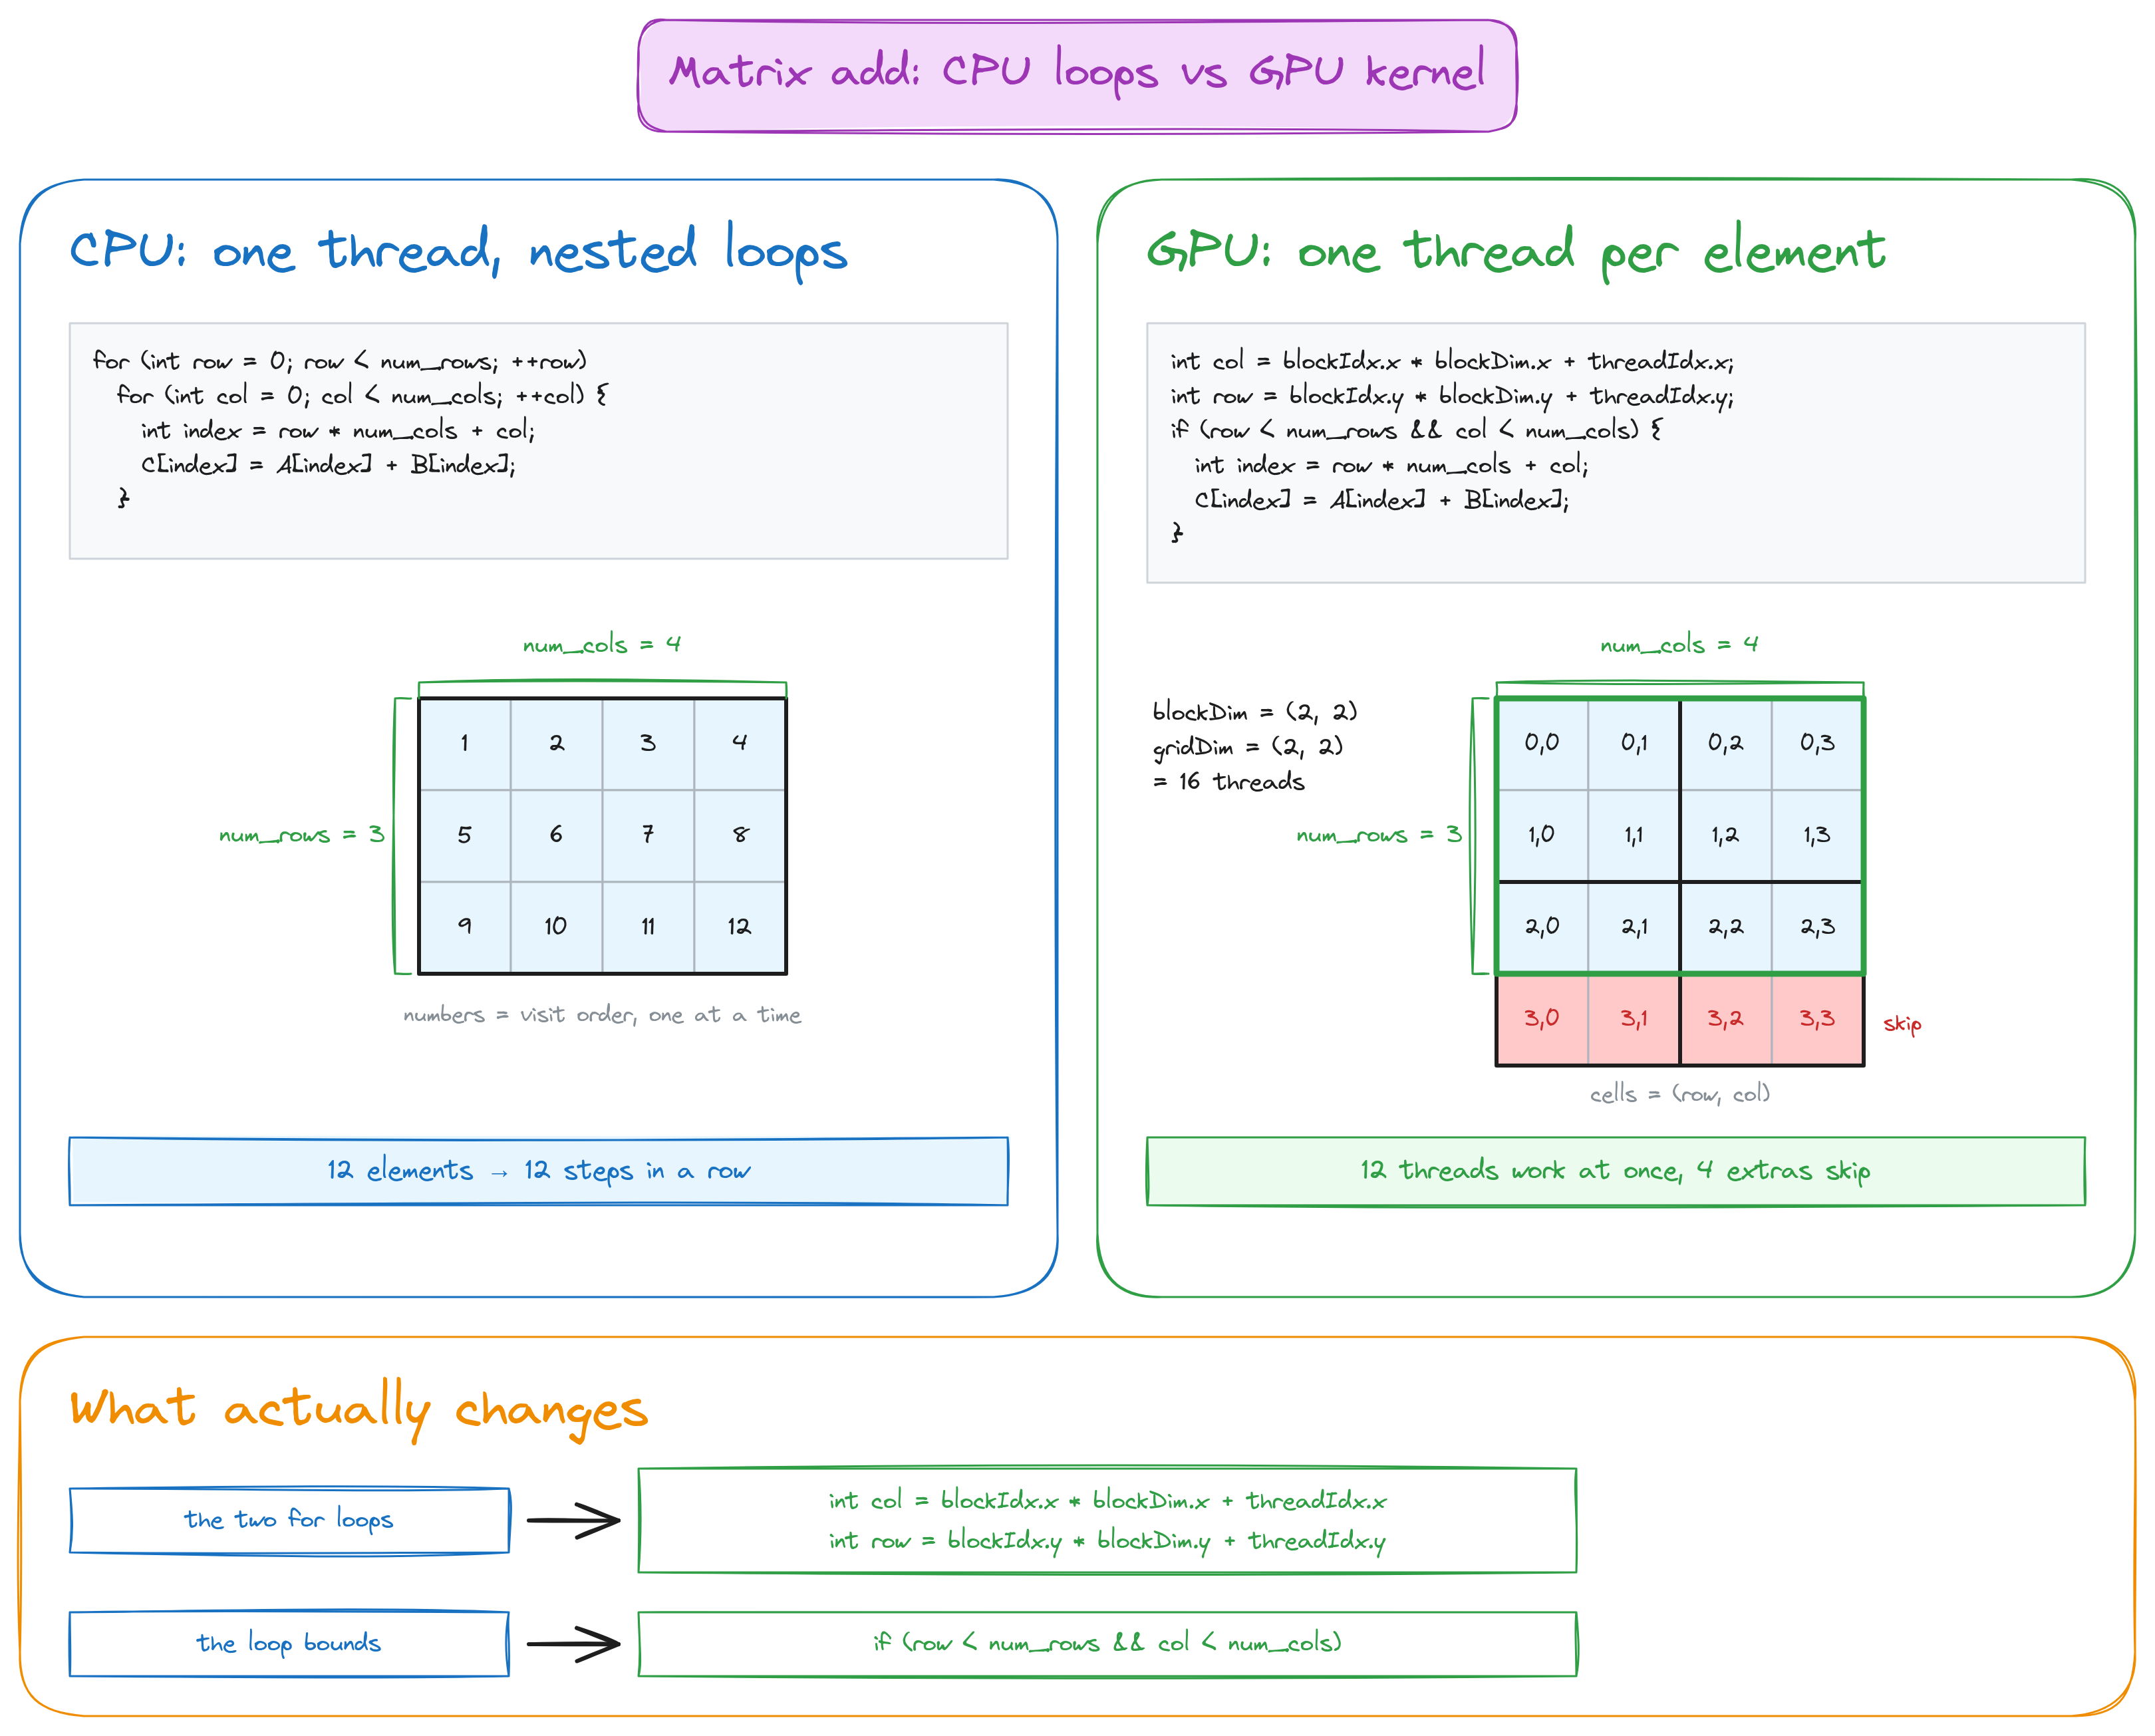 Matrix add: CPU loops vs GPU kernel
CPU: one thread, nested loops
for (int row = 0; row < num_rows; ++row)
for (int col = 0; col < num_cols; ++col) {
int index = row * num_cols + col;
C[index] = A[index] + B[index];
}
num_cols = 4
num_rows = 3
1 2 3 4
5 6 7 8
9 10 11 12
numbers = visit order, one at a time
12 elements → 12 steps in a row
GPU: one thread per element
int col = blockIdx.x * blockDim.x + threadIdx.x;
int row = blockIdx.y * blockDim.y + threadIdx.y;
if (row < num_rows && col < num_cols) {
int index = row * num_cols + col;
C[index] = A[index] + B[index];
}
num_cols = 4
blockDim = (2, 2)
gridDim = (2, 2)
= 16 threads
num_rows = 3
0,0 0,1 0,2 0,3
1,0 1,1 1,2 1,3
2,0 2,1 2,2 2,3
3,0 3,1 3,2 3,3
skip
cells = (row, col)
12 threads work at once, 4 extras skip
What actually changes
the two for loops
int col = blockIdx.x * blockDim.x + threadIdx.x
int row = blockIdx.y * blockDim.y + threadIdx.y
the loop bounds
if (row < num_rows && col < num_cols)